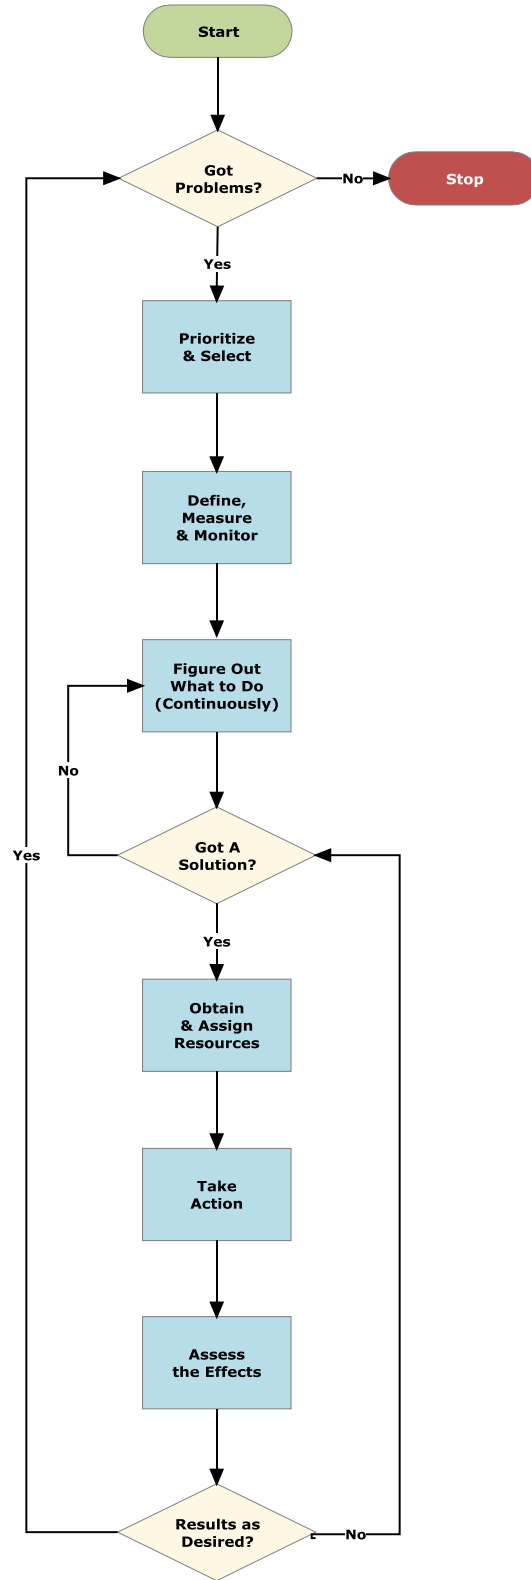 Start
Got
Problems?
No
Stop
Yes
Prioritize
& Select
Define,
Measure
& Monitor
Figure Out
What to Do
(Continuously)
No
Got A
Solution?
Yes
Yes
Obtain
& Assign
Resources
Take
Action
Assess
the Effects
Results as
Desired?
No